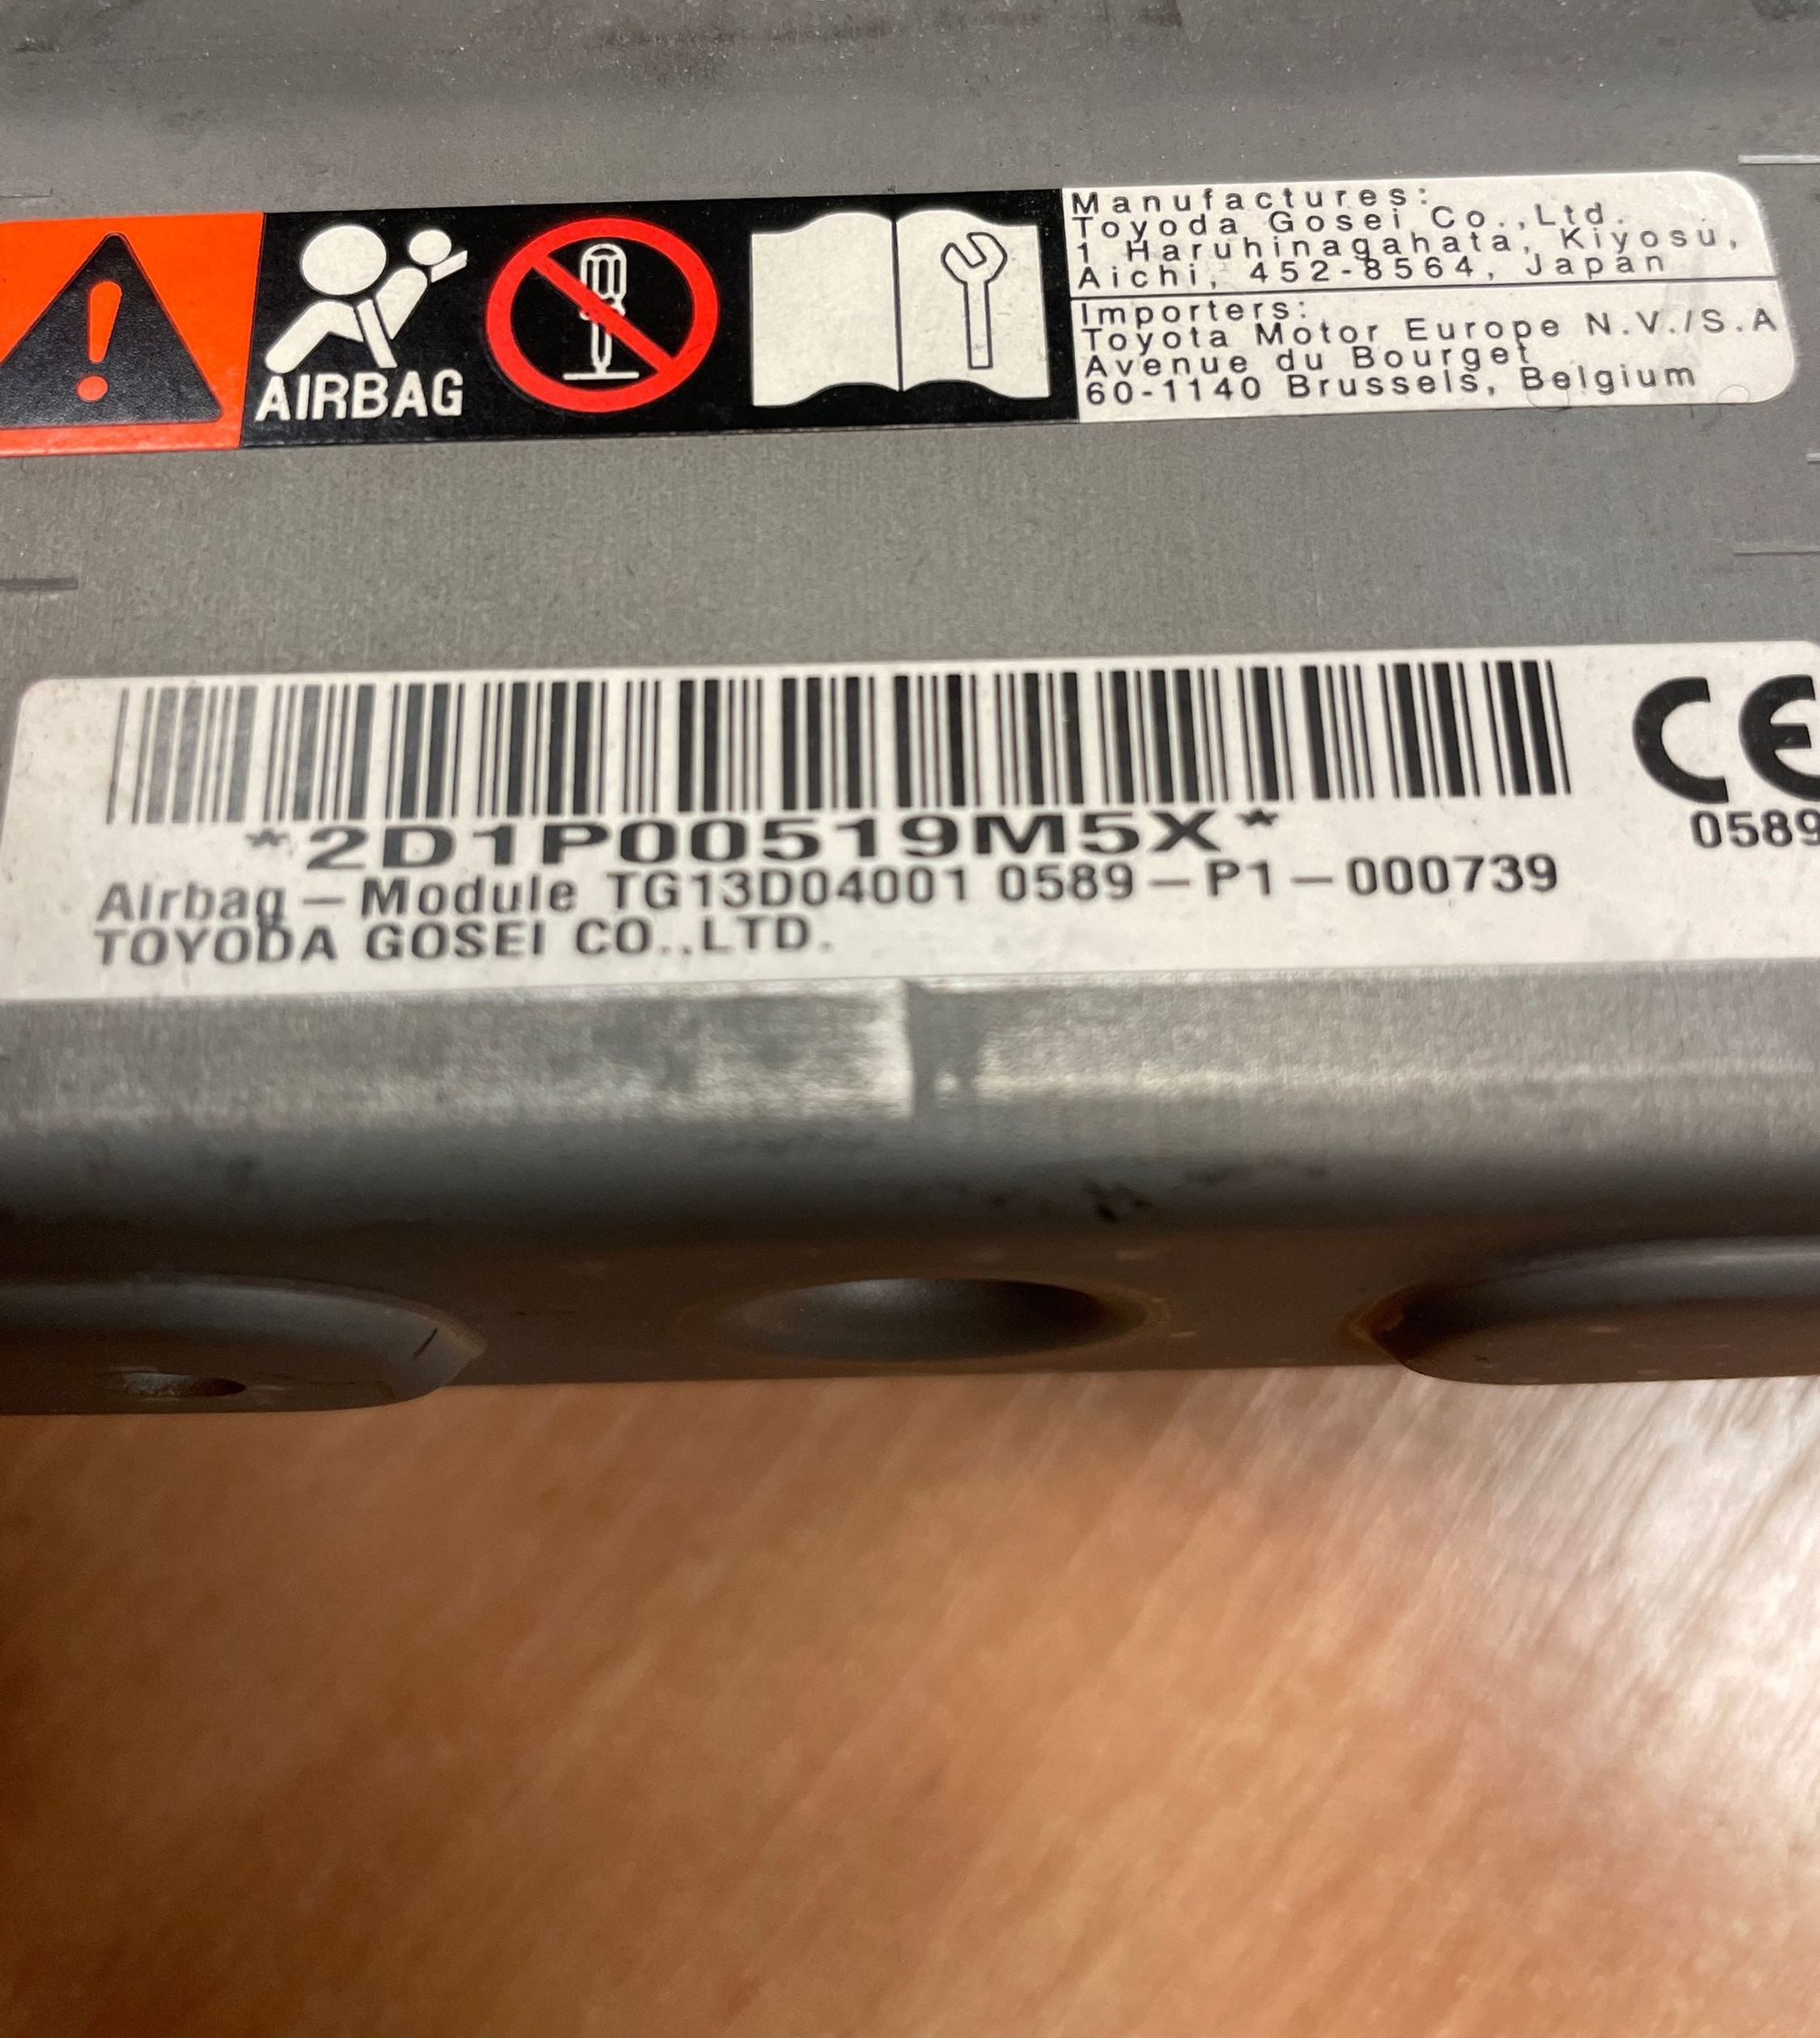 AIRBAG
Manufactures:
Toyoda Gosei Co.,Ltd.
1 Haruhinagahata, Kiyosu,
Aichi, 452-8564, Japan
Importers:
Toyota Motor Europe N.V./S.A
Avenue du Bourget
60-1140 Brussels, Belgium
CE
0589
*2D1P00519M5X*
Airbag-Module TG13D04001 0589-P1-000739
TOYODA GOSEI CO.,LTD.